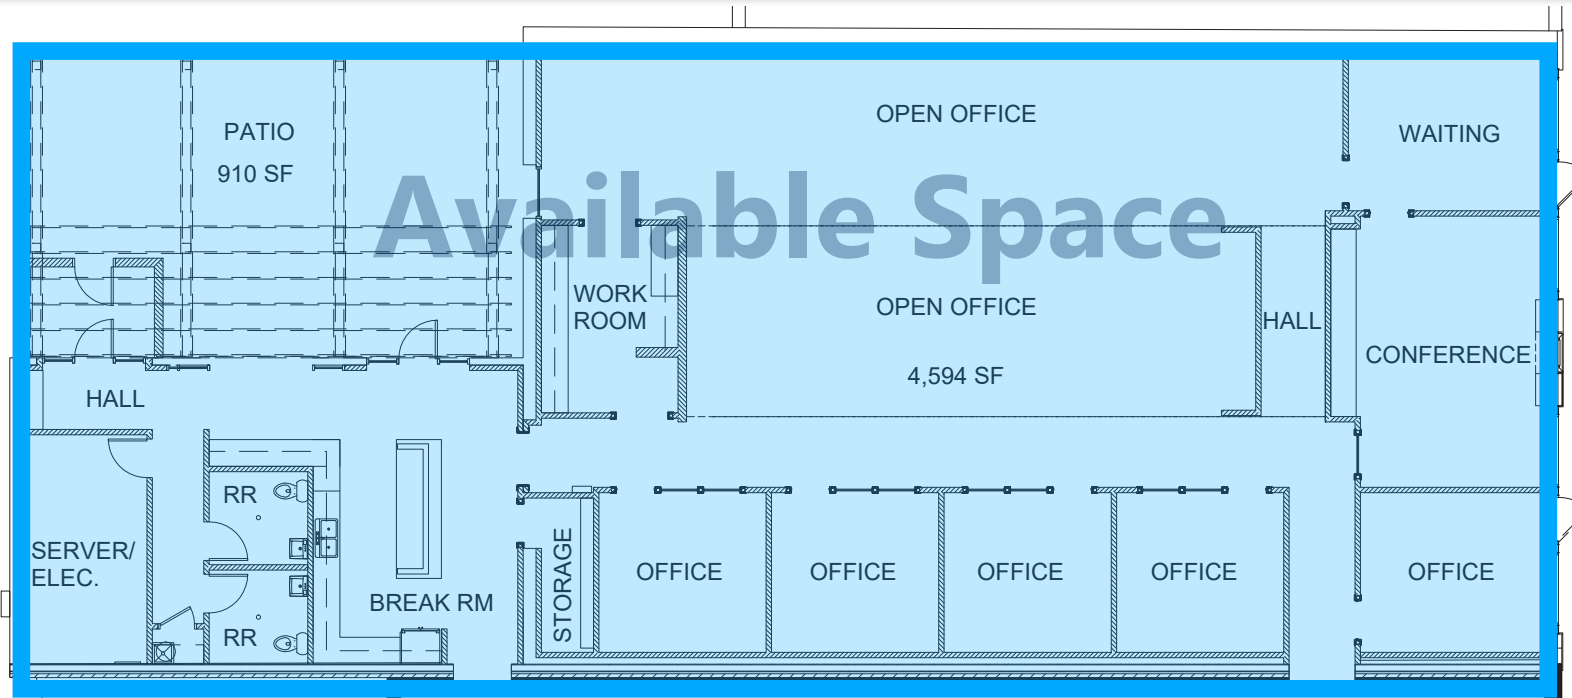 OPEN OFFICE
PATIO
WAITING
910 SF
Available Space
WORK
ROOM
OPEN OFFICE
HALL
CONFERENCE
4,594 SF
HALL
RR
SERVER/
ELEC.
STORAGE
OFFICE
OFFICE
OFFICE
OFFICE
OFFICE
BREAK RM
RR